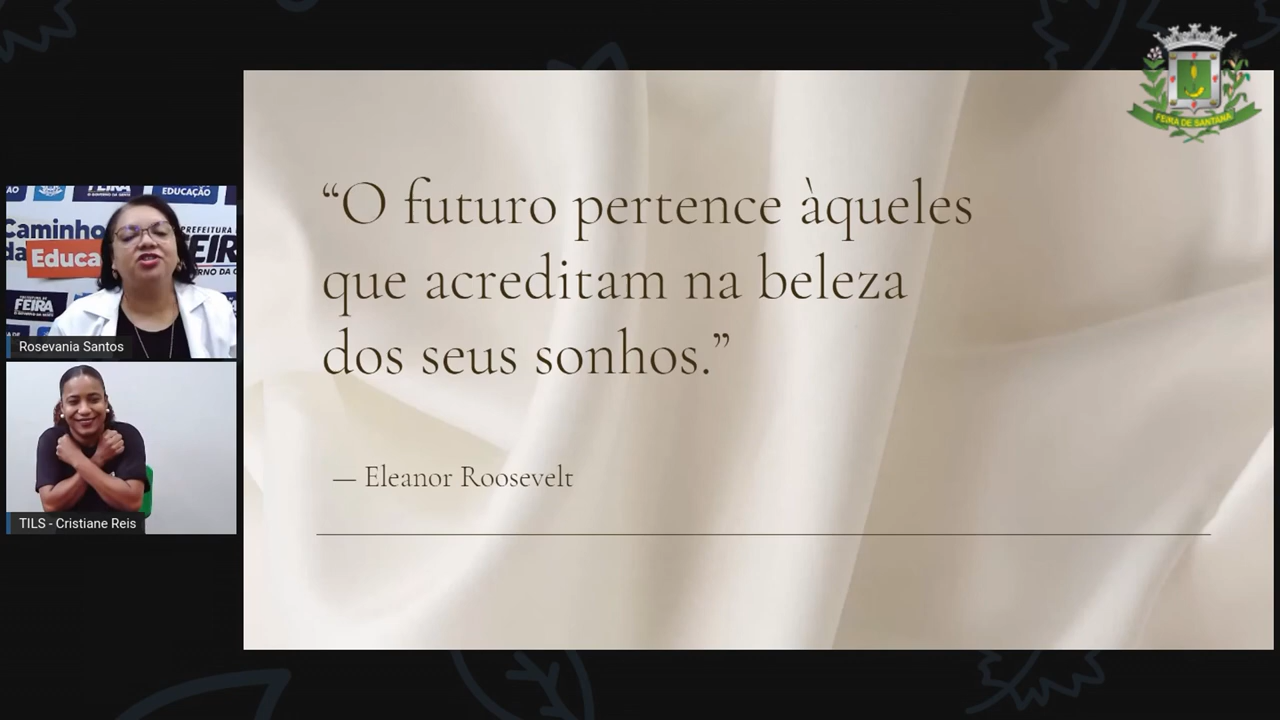 “O futuro pertence àqueles
que acreditam na beleza
dos seus sonhos.”
— Eleanor Roosevelt
FEIRA DE SANTANA
EDUCAÇÃO
Caminho
da Educa
PREFEITURA
FEIRA
Rosevania Santos
TILS - Cristiane Reis